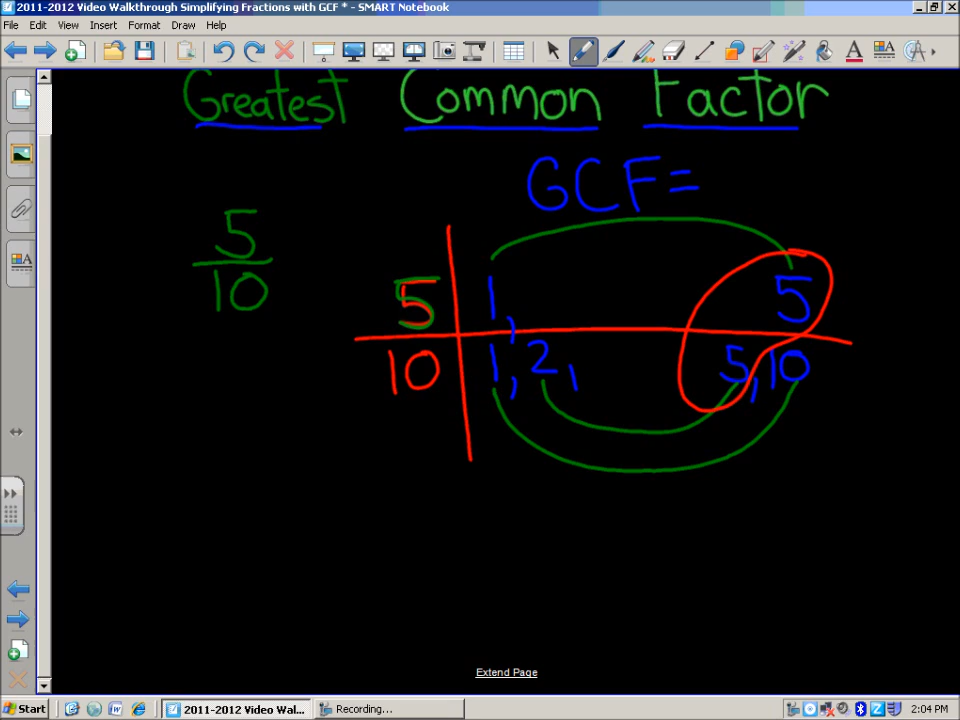 2011-2012 Video Walkthrough Simplifying Fractions with GCF * - SMART Notebook
File Edit View Insert Format Draw Help
Greatest Common Factor
GCF=
5
10
5 1, 5
10 1, 2, 5, 10
Extend Page
Start 2011-2012 Video Wal... Recording... 2:04 PM